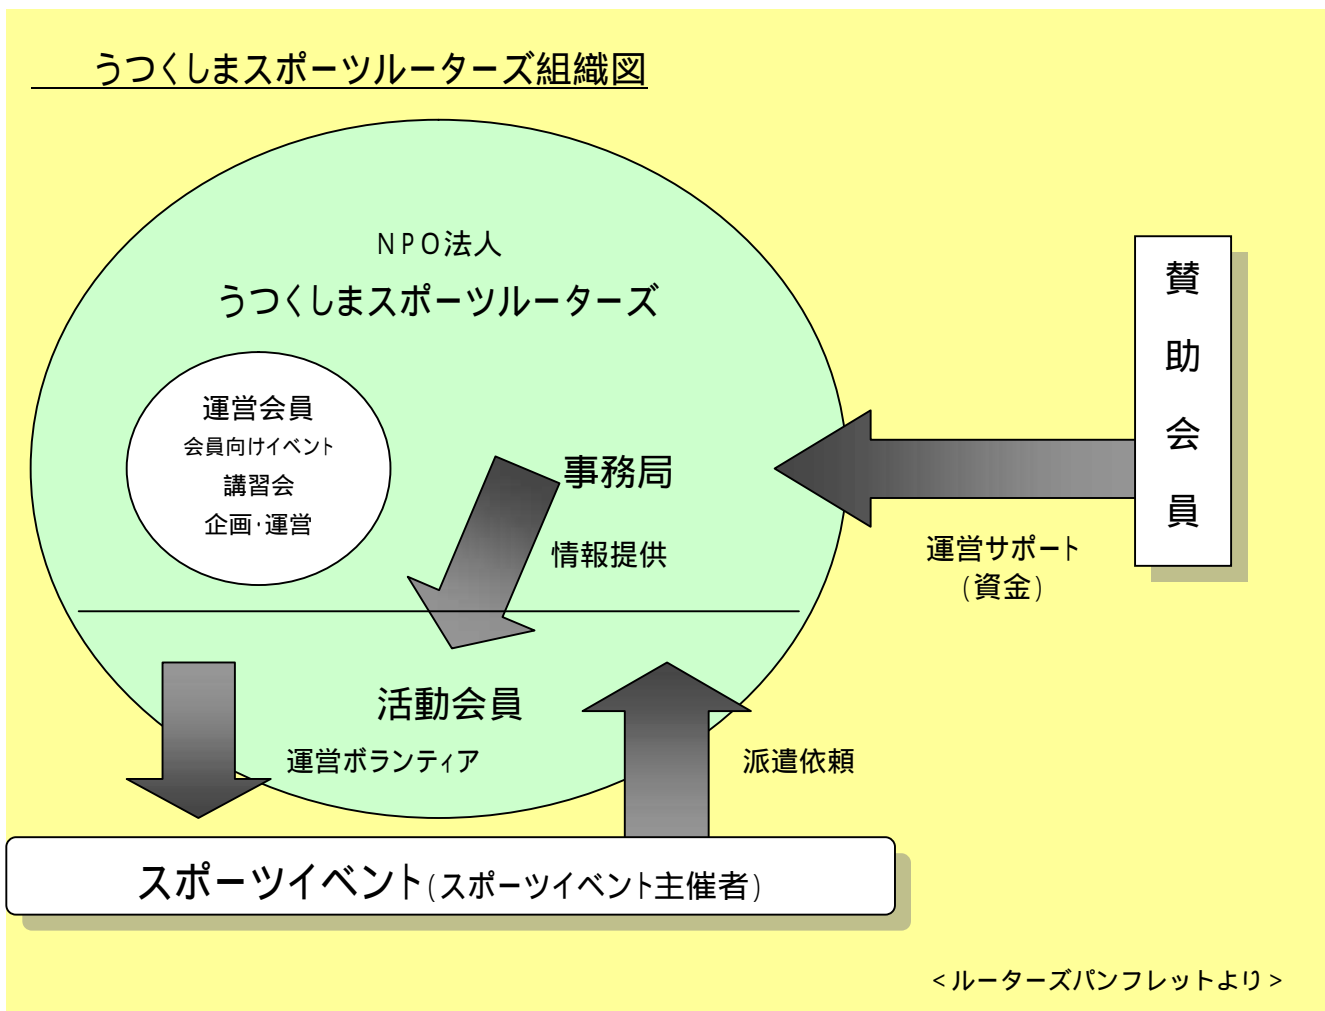 うつくしまスポーツルーターズ組織図
NPO法人
うつくしまスポーツルーターズ
運営会員
会員向けイベント
講習会
企画・運営
事務局
情報提供
賛助会員
運営サポート
(資金)
活動会員
運営ボランティア
派遣依頼
スポーツイベント(スポーツイベント主催者)
<ルーターズパンフレットより>